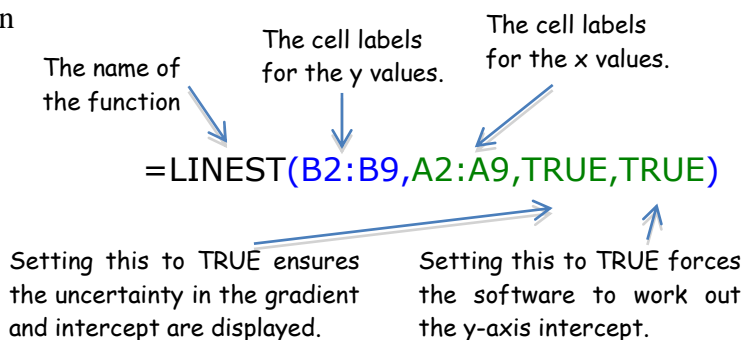 n
The name of
the function
The cell labels
for the y values.
The cell labels
for the x values.
=LINEST(B2:B9,A2:A9,TRUE,TRUE)
Setting this to TRUE ensures
the uncertainty in the gradient
and intercept are displayed.
Setting this to TRUE forces
the software to work out
the y-axis intercept.